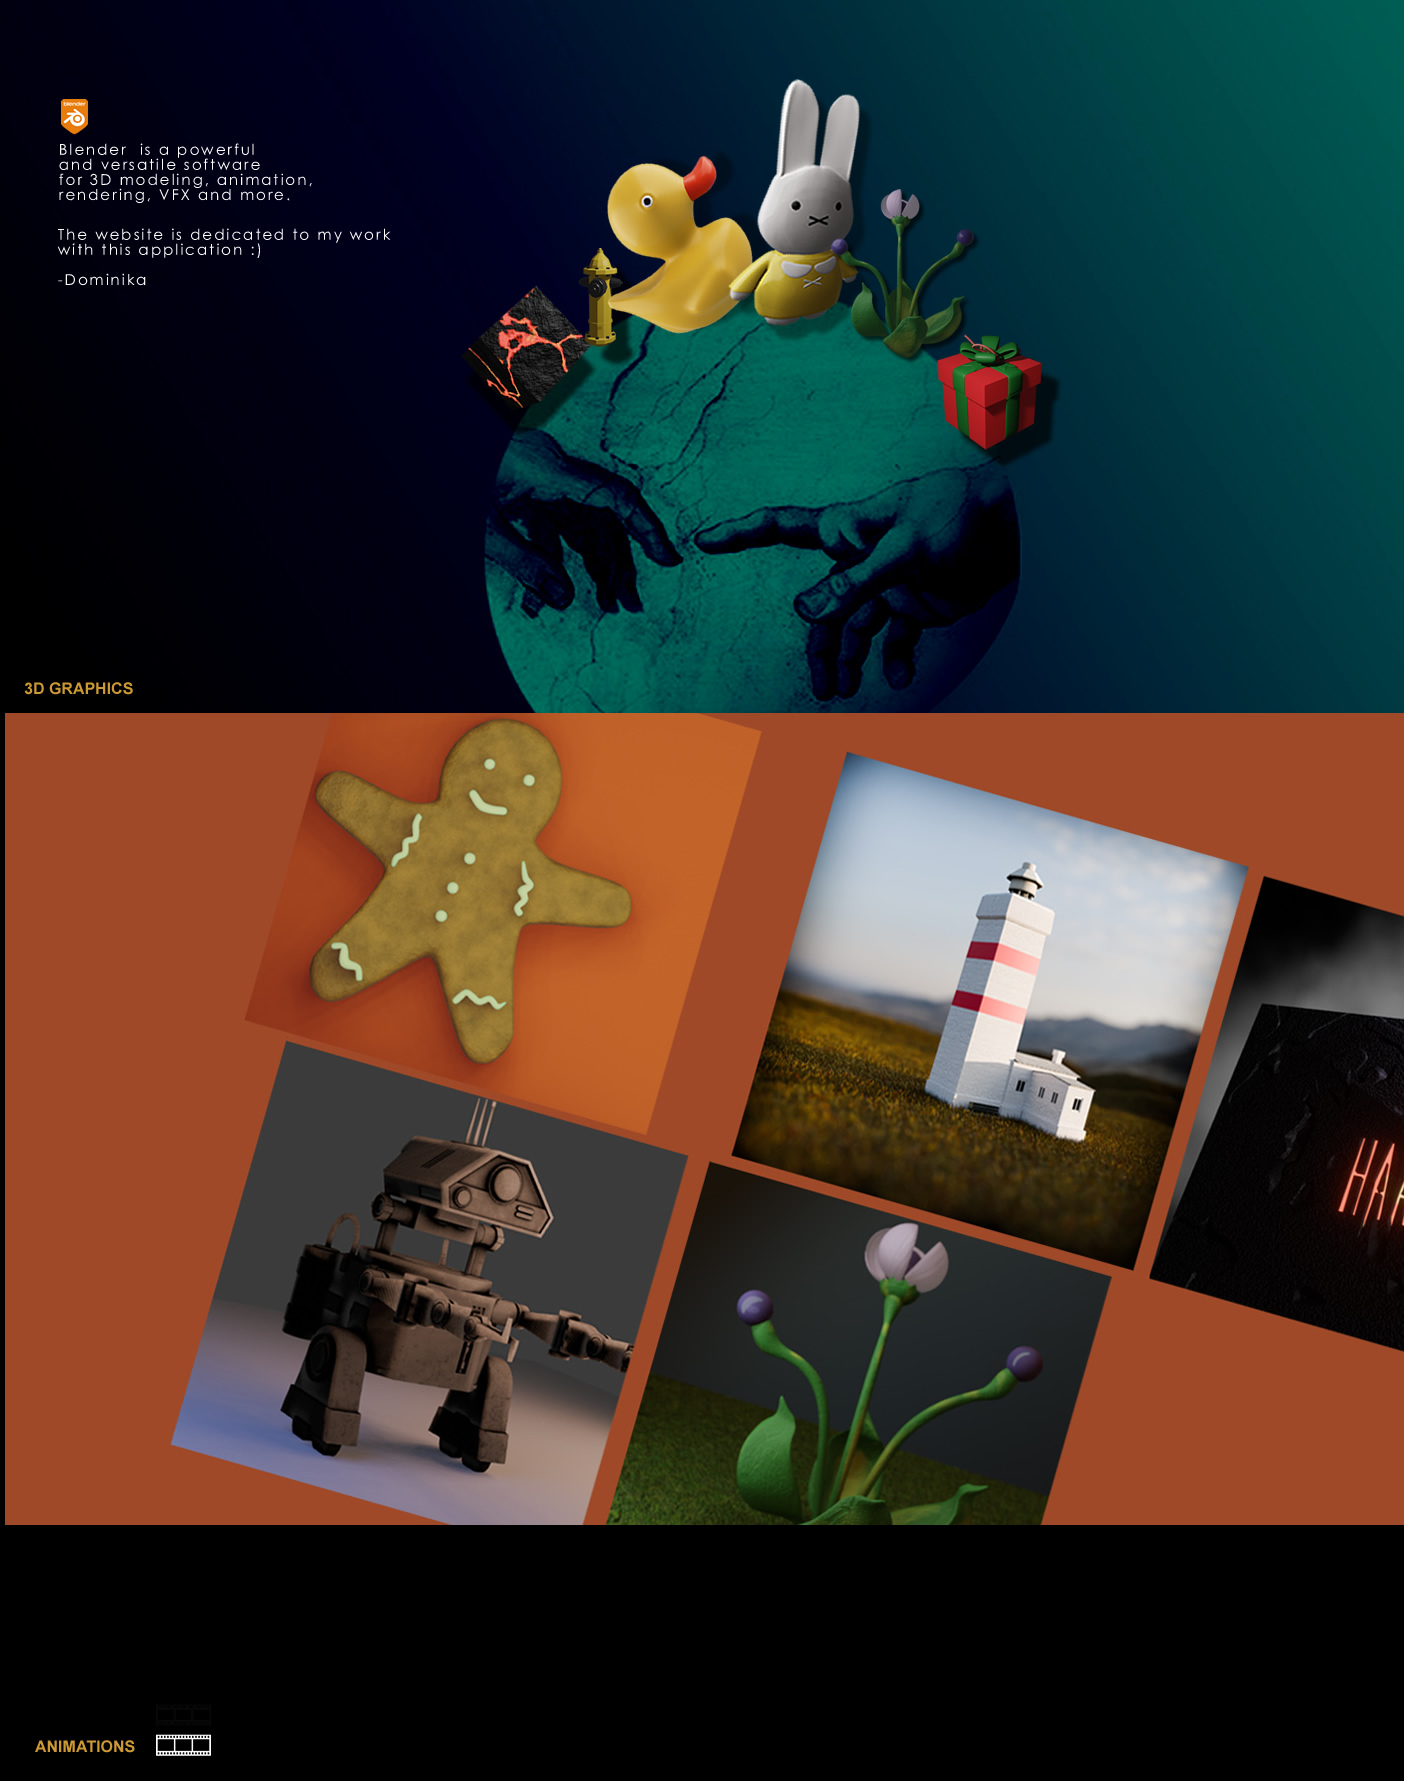 blender
Blender is a powerful
and versatile software
for 3D modeling, animation,
rendering, VFX and more.
The website is dedicated to my work
with this application :)
-Dominika
3D GRAPHICS
ANIMATIONS